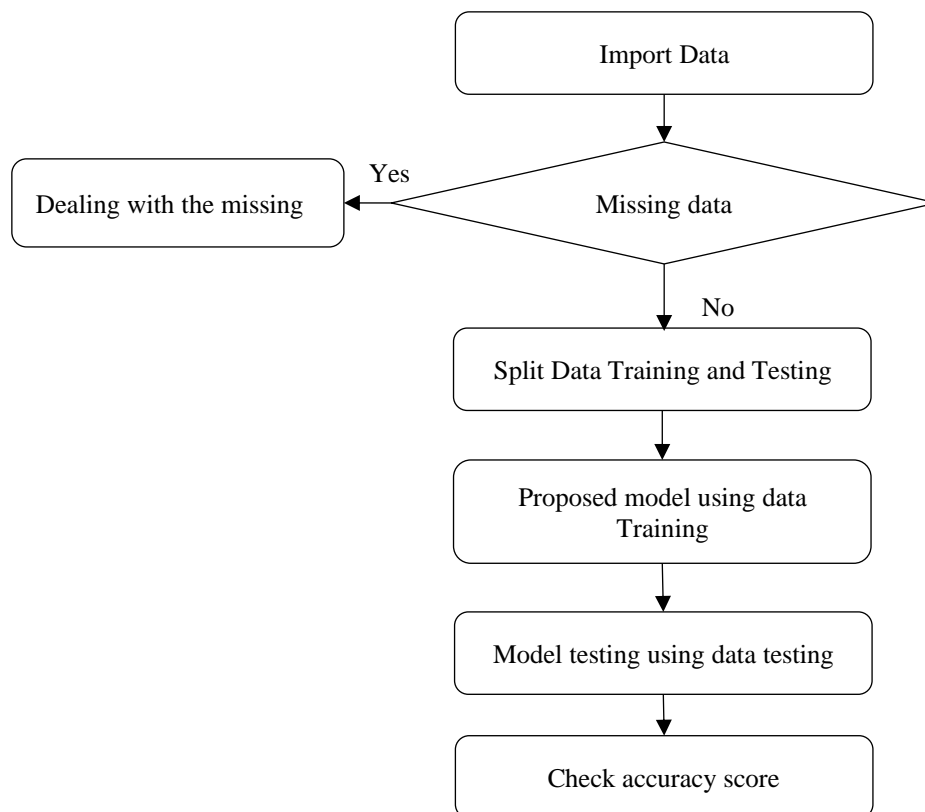 Import Data
Yes
Dealing with the missing
Missing data
No
Split Data Training and Testing
Proposed model using data
Training
Model testing using data testing
Check accuracy score